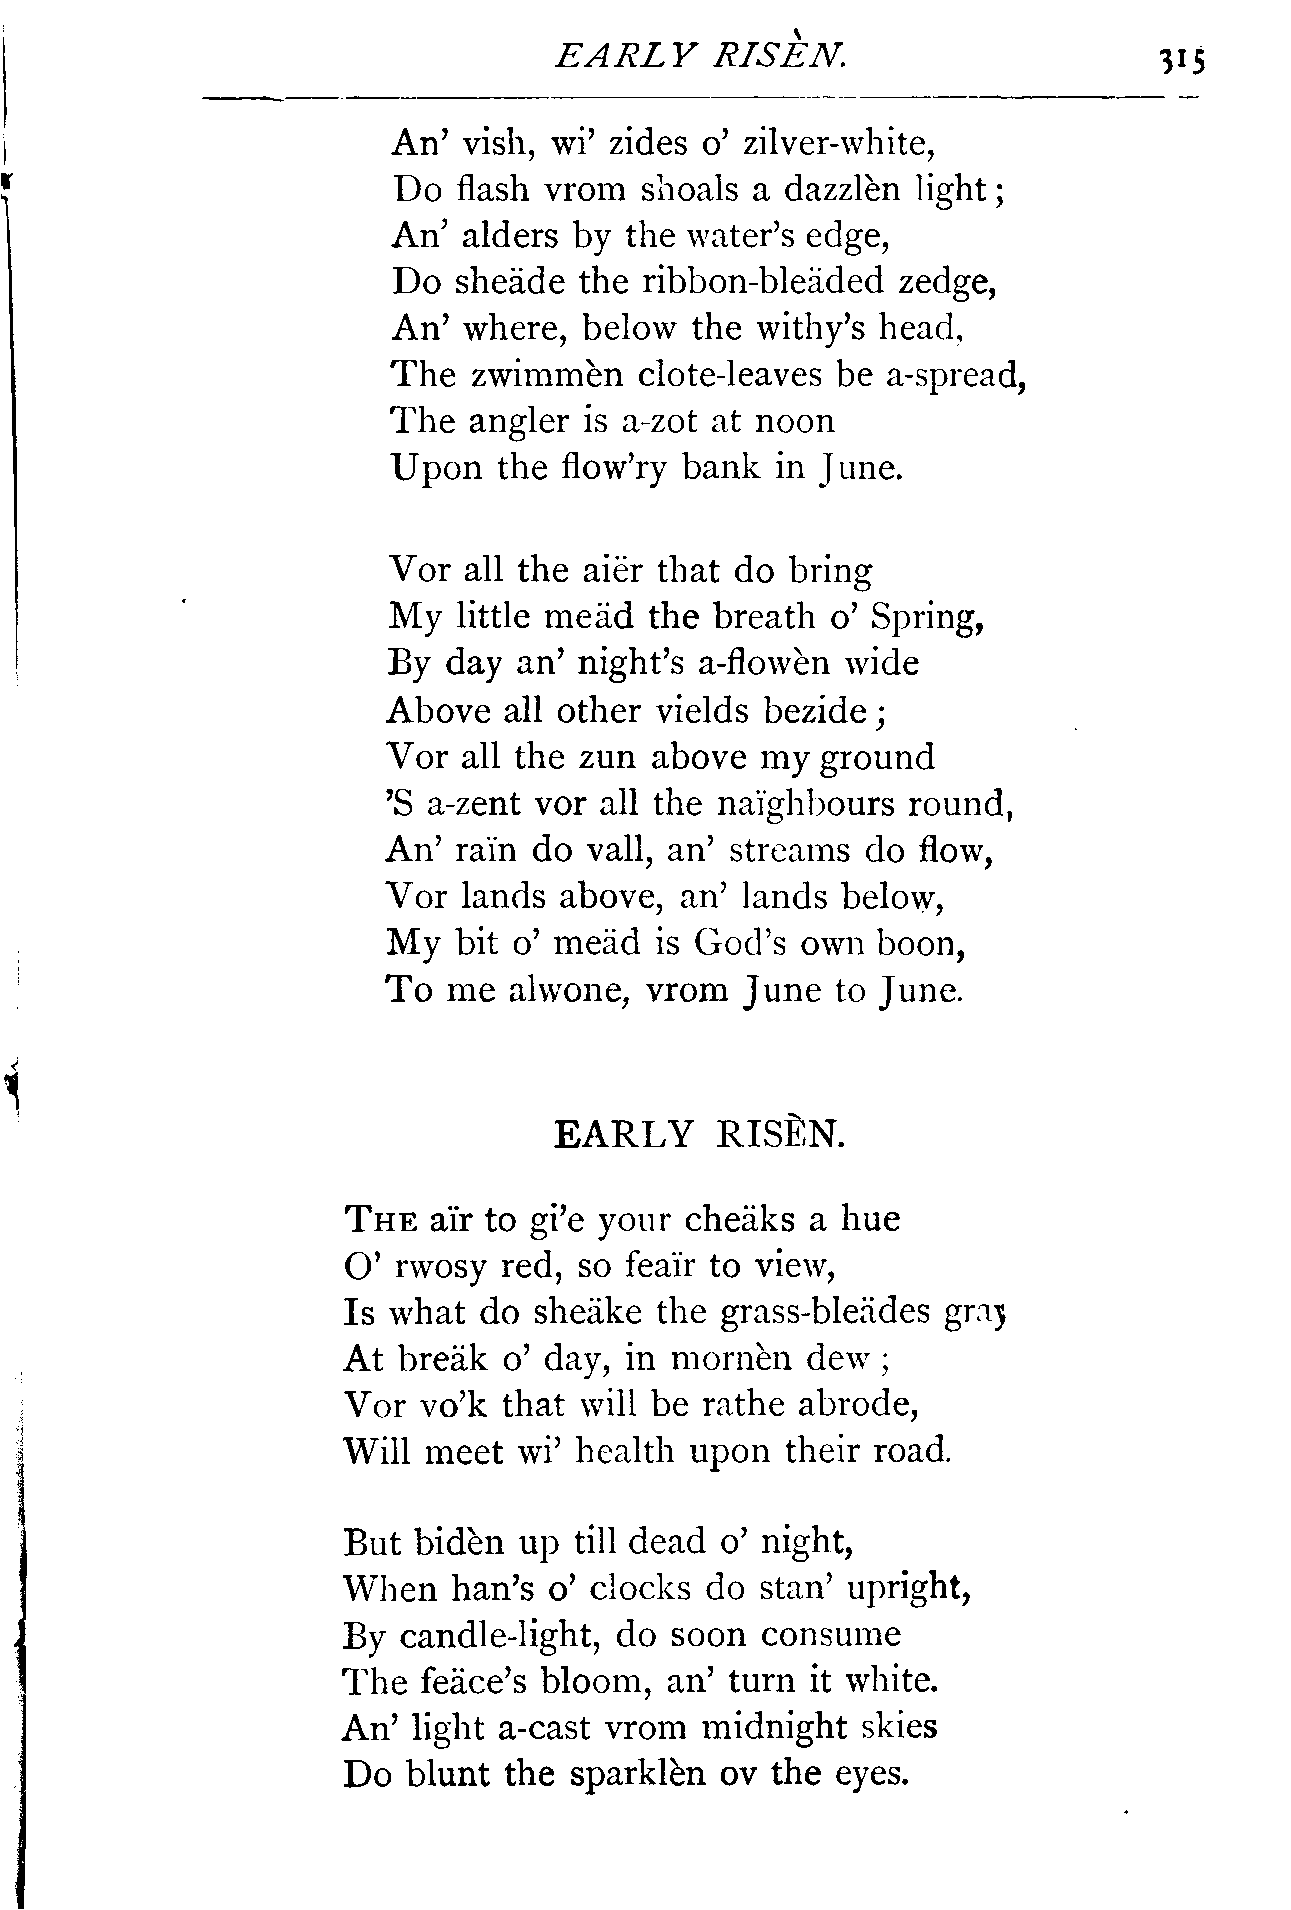 EARLY RISÈN. 315
An' vish, wi' zides o' zilver-white,
Do flash vrom shoals a dazzlèn light;
An' alders by the water's edge,
Do sheäde the ribbon-bleäded zedge,
An' where, below the withy's head,
The zwimmèn clote-leaves be a-spread,
The angler is a-zot at noon
Upon the flow'ry bank in June.
Vor all the aiër that do bring
My little meäd the breath o' Spring,
By day an' night's a-flowèn wide
Above all other vields bezide;
Vor all the zun above my ground
'S a-zent vor all the naïghbours round,
An' raïn do vall, an' streams do flow,
Vor lands above, an' lands below,
My bit o' meäd is God's own boon,
To me alwone, vrom June to June.
EARLY RISÈN.
THE aïr to gi'e your cheäks a hue
O' rwosy red, so feaïr to view,
Is what do sheäke the grass-bleädes gray
At breäk o' day, in mornèn dew;
Vor vo'k that will be rathe abrode,
Will meet wi' health upon their road.
But bidèn up till dead o' night,
When han's o' clocks do stan' upright,
By candle-light, do soon consume
The feäce's bloom, an' turn it white.
An' light a-cast vrom midnight skies
Do blunt the sparklèn ov the eyes.